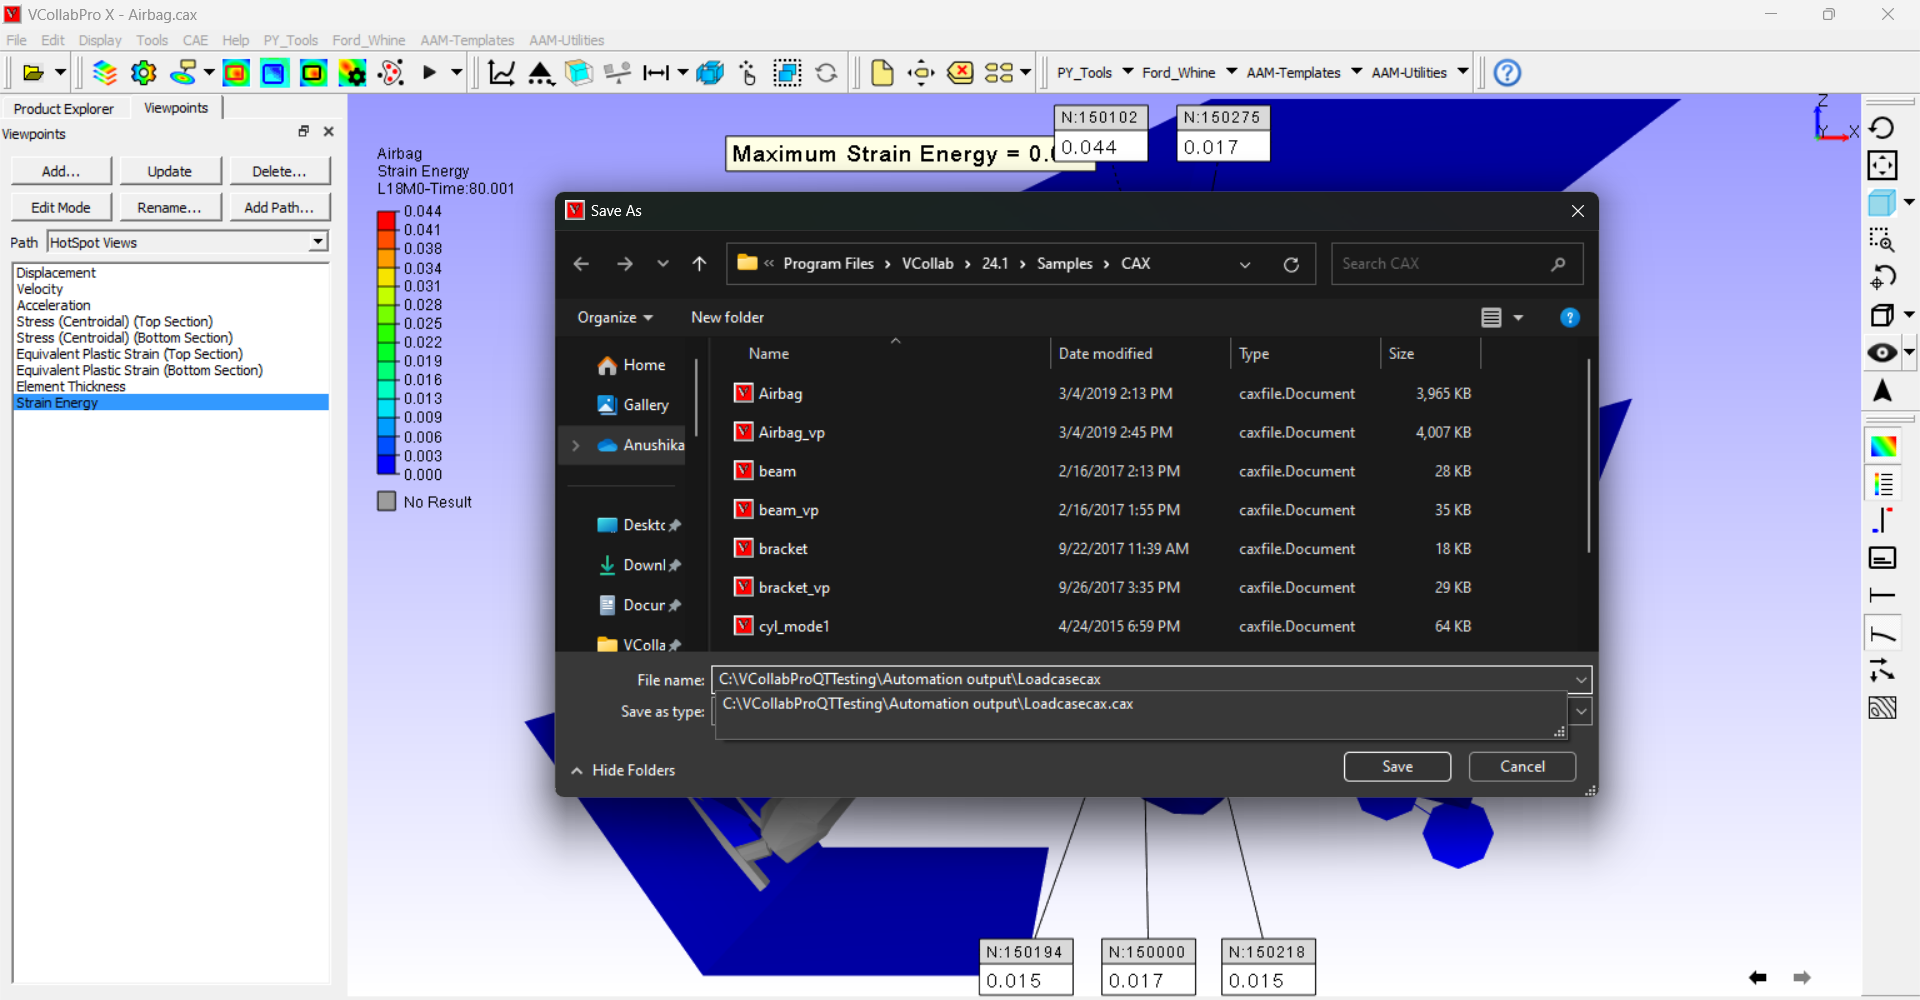 VCollabPro X - Airbag.cax
File Edit Display Tools CAE Help PY_Tools Ford_Whine AAM-Templates AAM-Utilities
PY_Tools Ford_Whine AAM-Templates AAM-Utilities
Product Explorer Viewpoints
Viewpoints
Add... Update Delete...
Edit Mode Rename... Add Path...
Path HotSpot Views
Displacement
Velocity
Acceleration
Stress (Centroidal) (Top Section)
Stress (Centroidal) (Bottom Section)
Equivalent Plastic Strain (Top Section)
Equivalent Plastic Strain (Bottom Section)
Element Thickness
Strain Energy
Airbag
Strain Energy
L18M0-Time:80.001
0.044
0.041
0.038
0.034
0.031
0.028
0.025
0.022
0.019
0.016
0.013
0.009
0.006
0.003
0.000
No Result
Maximum Strain Energy = 0.
N:150102
0.044
N:150275
0.017
Z
Y X
Save As
« Program Files › VCollab › 24.1 › Samples › CAX
Search CAX
Organize New folder
Home
Gallery
Anushika
Deskt
Downl
Docur
VColla
Name Date modified Type Size
Airbag 3/4/2019 2:13 PM caxfile.Document 3,965 KB
Airbag_vp 3/4/2019 2:45 PM caxfile.Document 4,007 KB
beam 2/16/2017 2:13 PM caxfile.Document 28 KB
beam_vp 2/16/2017 1:55 PM caxfile.Document 35 KB
bracket 9/22/2017 11:39 AM caxfile.Document 18 KB
bracket_vp 9/26/2017 3:35 PM caxfile.Document 29 KB
cyl_mode1 4/24/2015 6:59 PM caxfile.Document 64 KB
File name: C:\VCollabProQTTesting\Automation output\Loadcasecax
Save as type:
C:\VCollabProQTTesting\Automation output\Loadcasecax.cax
Hide Folders
Save Cancel
N:150194
0.015
N:150000
0.017
N:150218
0.015